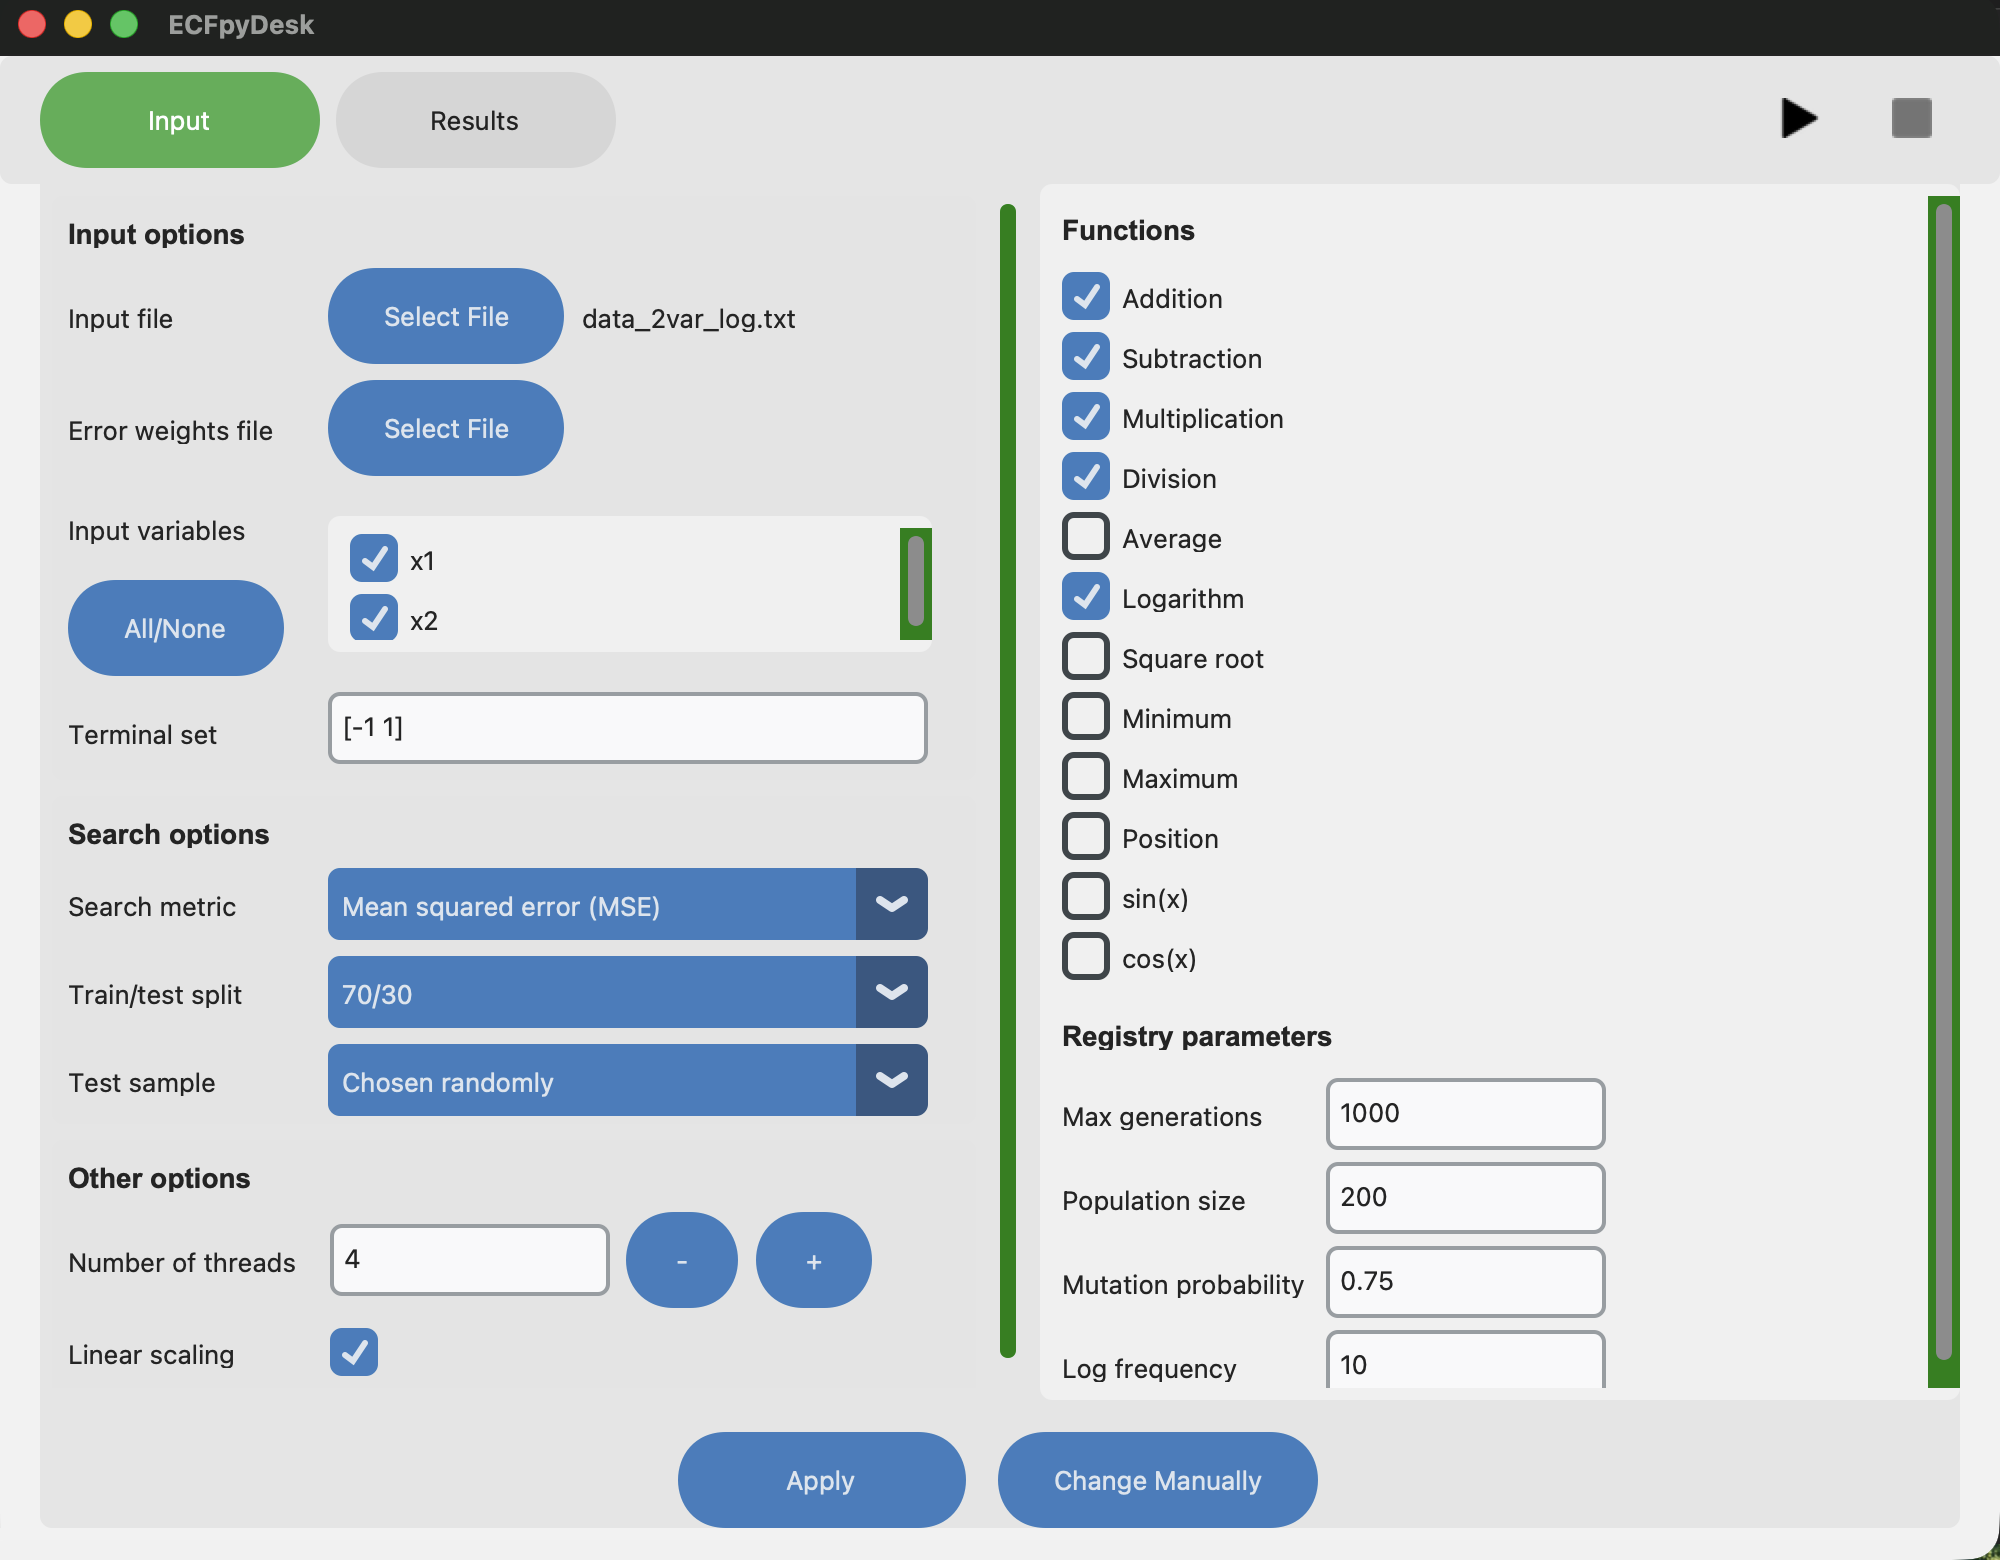 ECFpyDesk
Input
Results
Input options
Input file
Select File
data_2var_log.txt
Error weights file
Select File
Input variables
x1
x2
All/None
Terminal set
[-1 1]
Search options
Search metric
Mean squared error (MSE)
Train/test split
70/30
Test sample
Chosen randomly
Other options
Number of threads
4
-
+
Linear scaling
Functions
Addition
Subtraction
Multiplication
Division
Average
Logarithm
Square root
Minimum
Maximum
Position
sin(x)
cos(x)
Registry parameters
Max generations
1000
Population size
200
Mutation probability
0.75
Log frequency
10
Apply
Change Manually